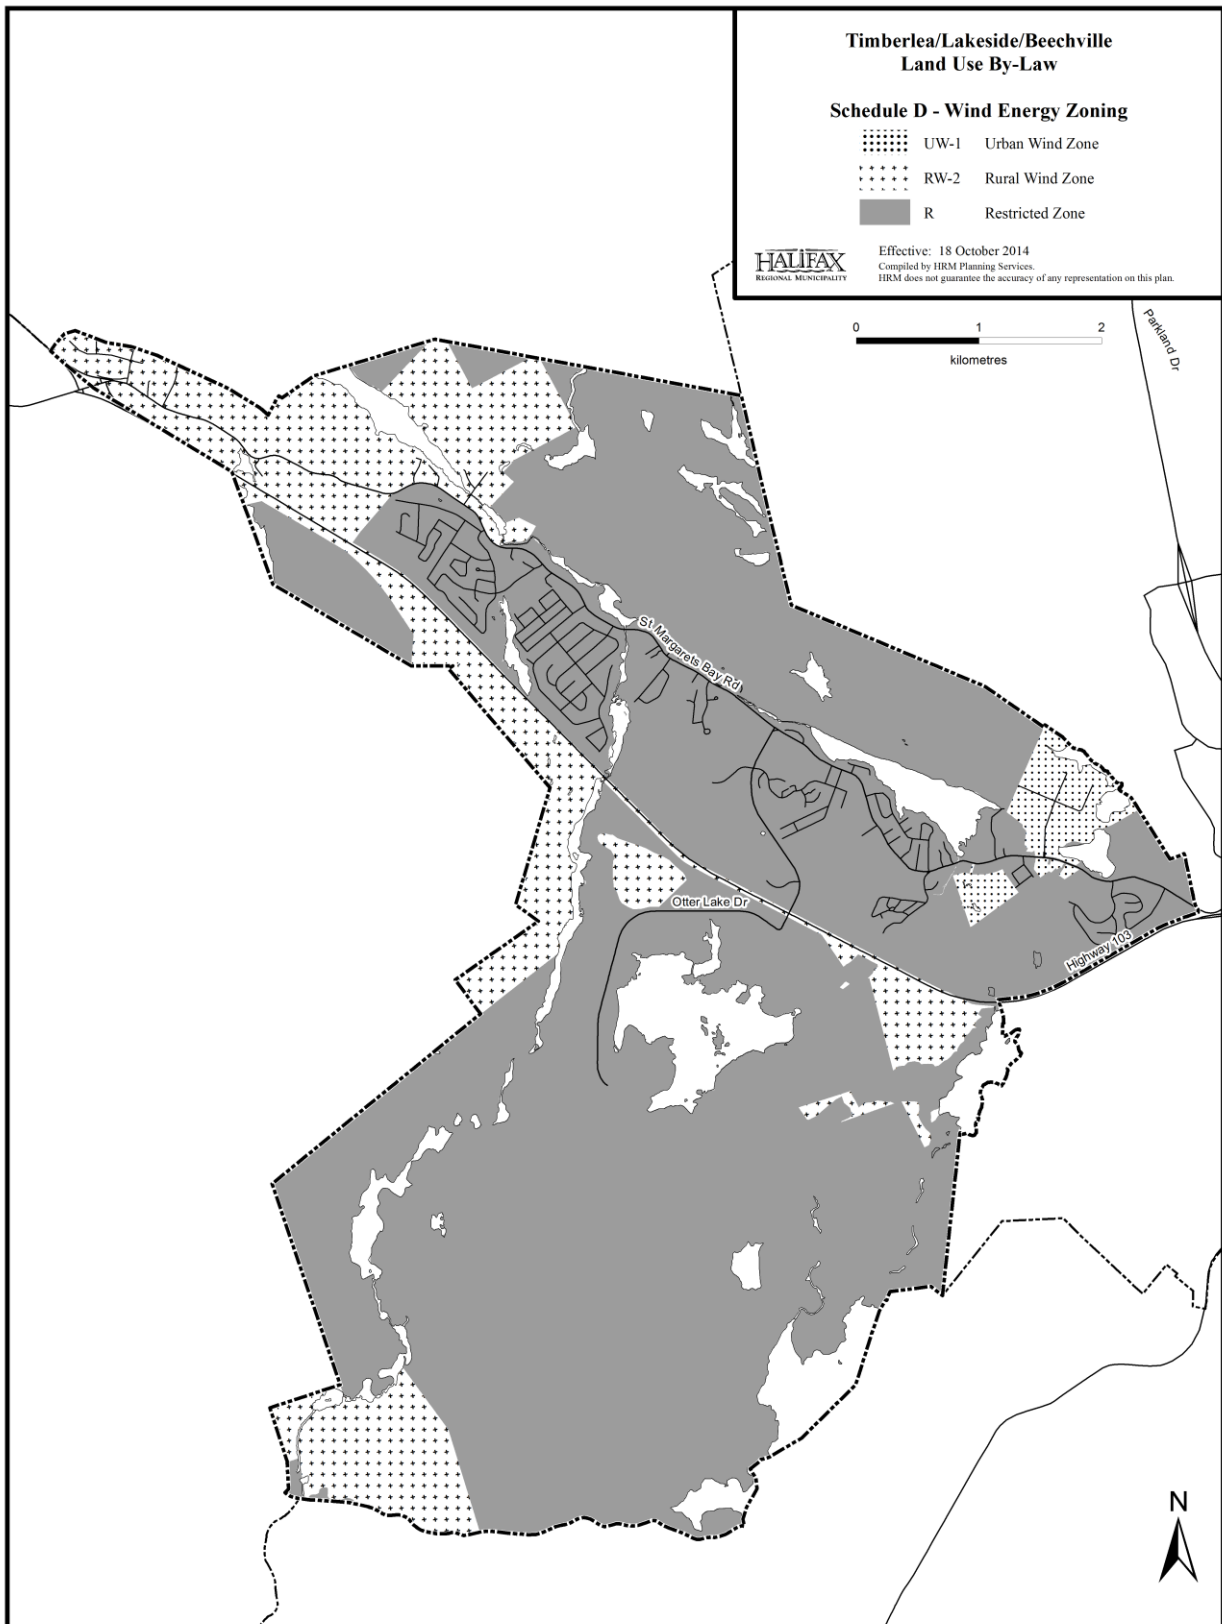 Timberlea/Lakeside/Beechville
Land Use By-Law
Schedule D - Wind Energy Zoning
UW-1 Urban Wind Zone
RW-2 Rural Wind Zone
R Restricted Zone
HALIFAX
REGIONAL MUNICIPALITY
Effective: 18 October 2014
Compiled by HRM Planning Services.
HRM does not guarantee the accuracy of any representation on this plan.
0 1 2
kilometres
Parkland Dr
St Margarets Bay Rd
Otter Lake Dr
Highway 103
N